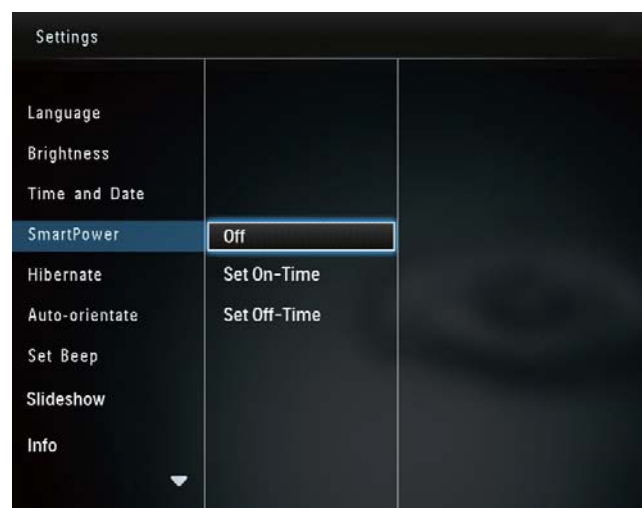 Settings
Language
Brightness
Time and Date
SmartPower
Off
Hibernate
Set On-Time
Auto-orientate
Set Off-Time
Set Beep
Slideshow
Info